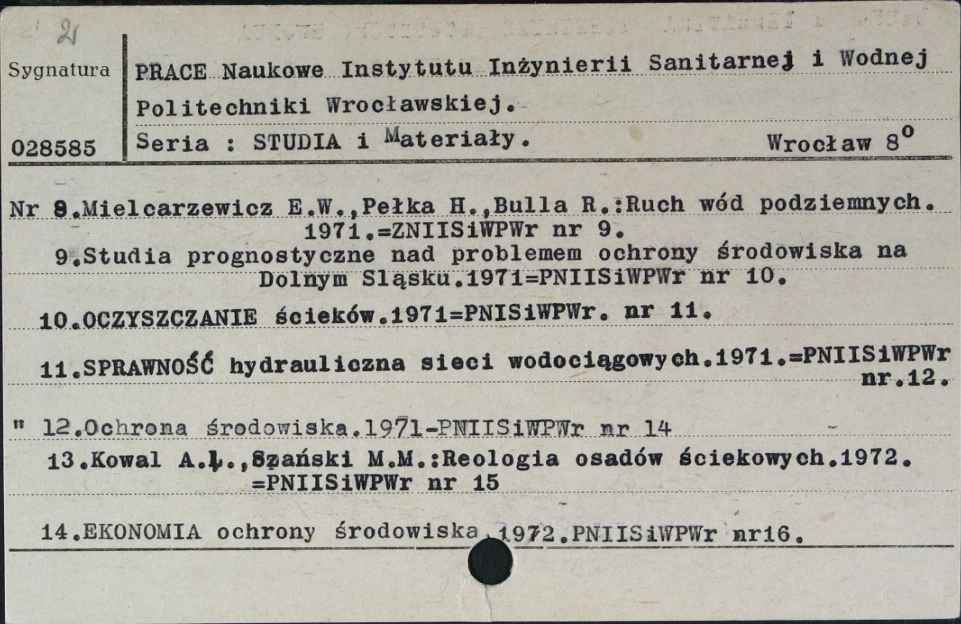 2
Sygnatura
028585
PRACE Naukowe Instytutu Inżynierii Sanitarnej i Wodnej
Politechniki Wrocławskiej.
Seria : STUDIA i Materiały. Wrocław 8°
Nr 8.Mielcarzewicz E.W.,Pełka H.,Bulla R.:Ruch wód podziemnych.
1971.=ZNIISiWPWr nr 9.
9.Studia prognostyczne nad problemem ochrony środowiska na
Dolnym Sląsku.1971=PNIISiWPWr nr 10.
10.OCZYSZCZANIE ścieków.1971=PNISiWPWr. nr 11.
11.SPRAWNOŚĆ hydrauliczna sieci wodociągowych.1971.=PNIISiWPWr
nr.12.
" 12.Ochrona środowiska.1971-PNIISiWPWr nr 14
13.Kowal A.L.,Szański M.M.:Reologia osadów ściekowych.1972.
=PNIISiWPWr nr 15
14.EKONOMIA ochrony środowiska.1972.PNIISiWPWr nr16.